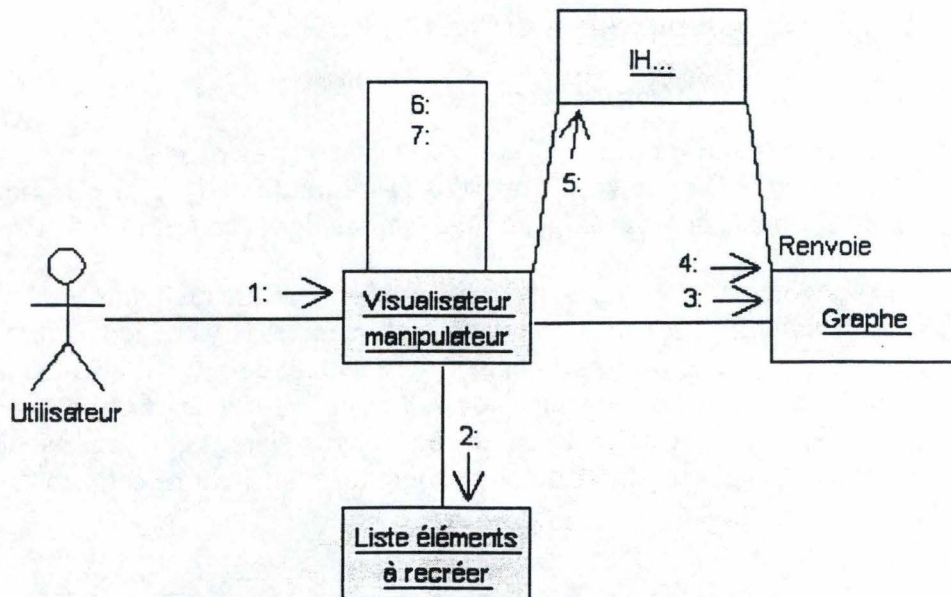 IH...
6:
7:
5:
Renvoie
4:
3:
1:
Visualisateur
manipulateur
Graphe
Utilisateur
2:
Liste éléments
à recréer